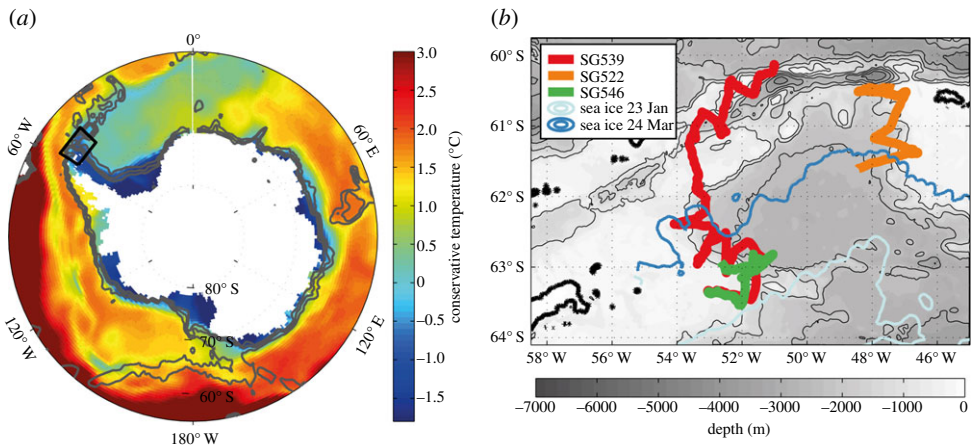 (a)
0°
60° W
60° E
120° W
120° E
80° S
70° S
60° S
180° W
3.0
2.5
2.0
1.5
1.0
0.5
0
−0.5
−1.0
−1.5
conservative temperature (°C)
(b)
SG539
SG522
SG546
sea ice 23 Jan
sea ice 24 Mar
60° S
61° S
62° S
63° S
64° S
58° W
56° W
54° W
52° W
50° W
48° W
46° W
−7000
−6000
−5000
−4000
−3000
−2000
−1000
0
depth (m)